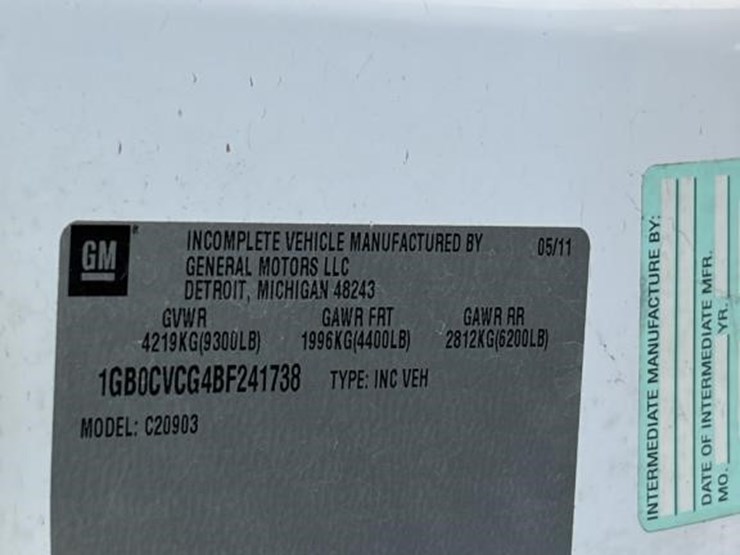 GM
INCOMPLETE VEHICLE MANUFACTURED BY 05/11
GENERAL MOTORS LLC
DETROIT, MICHIGAN 48243
GVWR GAWR FRT GAWR RR
4219KG(9300LB) 1996KG(4400LB) 2812KG(6200LB)
1GB0CVCG4BF241738 TYPE: INC VEH
MODEL: C20903
INTERMEDIATE MANUFACTURE BY:
DATE OF INTERMEDIATE MFR.
MO. YR.